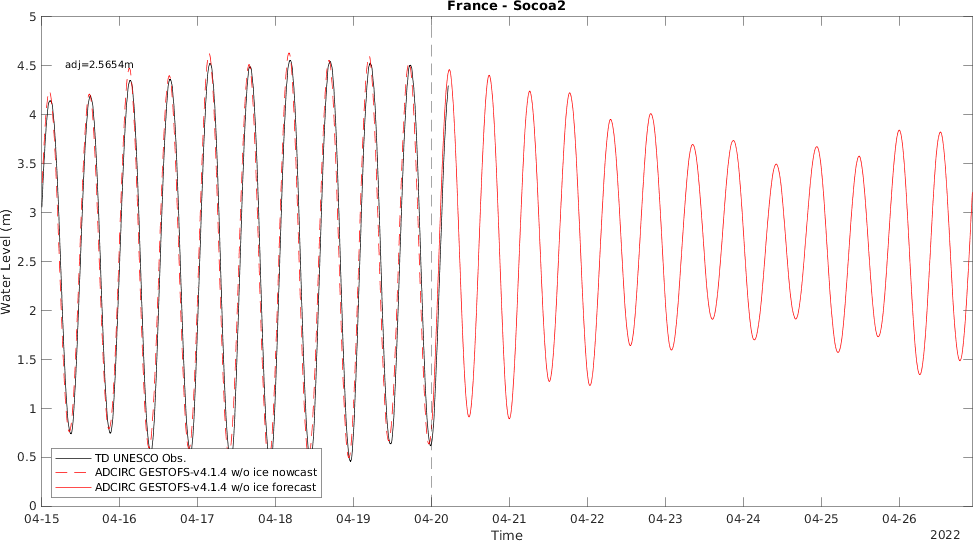 France - Socoa2
adj=2.5654m
Water Level (m)
5
4.5
4
3.5
3
2.5
2
1.5
1
0.5
0
TD UNESCO Obs.
ADCIRC GESTOFS-v4.1.4 w/o ice nowcast
ADCIRC GESTOFS-v4.1.4 w/o ice forecast
04-15 04-16 04-17 04-18 04-19 04-20 04-21 04-22 04-23 04-24 04-25 04-26
Time
2022